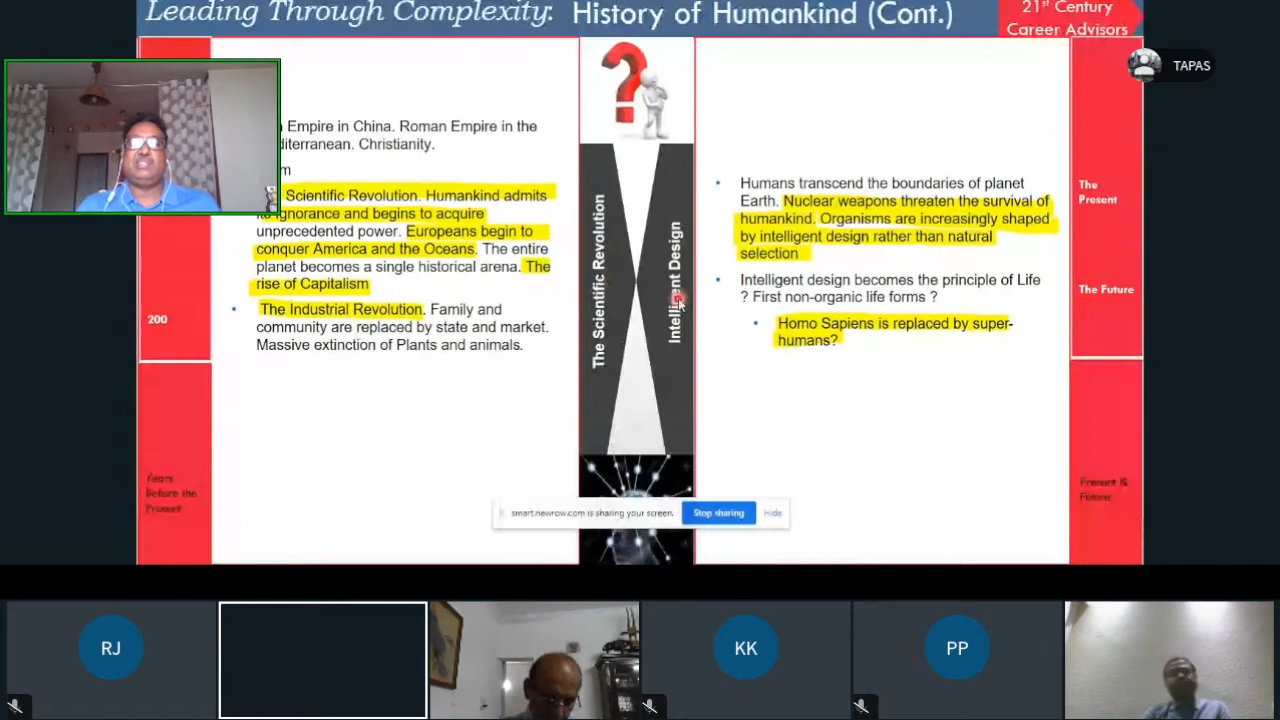 Leading Through Complexity: History of Humankind (Cont.)
21st Century
Career Advisors
TAPAS
Empire in China. Roman Empire in the
diterranean. Christianity.
Scientific Revolution. Humankind admits
its ignorance and begins to acquire
unprecedented power. Europeans begin to
conquer America and the Oceans. The entire
planet becomes a single historical arena. The
rise of Capitalism
200
• The Industrial Revolution. Family and
community are replaced by state and market.
Massive extinction of Plants and animals.
Years
Before the
Present
The Scientific Revolution
Intelligent Design
• Humans transcend the boundaries of planet
Earth. Nuclear weapons threaten the survival of
humankind. Organisms are increasingly shaped
by intelligent design rather than natural
selection
• Intelligent design becomes the principle of Life
? First non-organic life forms ?
• Homo Sapiens is replaced by super-
humans?
The
Present
The Future
Present &
Future
smart.newrow.com is sharing your screen. Stop sharing Hide
RJ
KK
PP